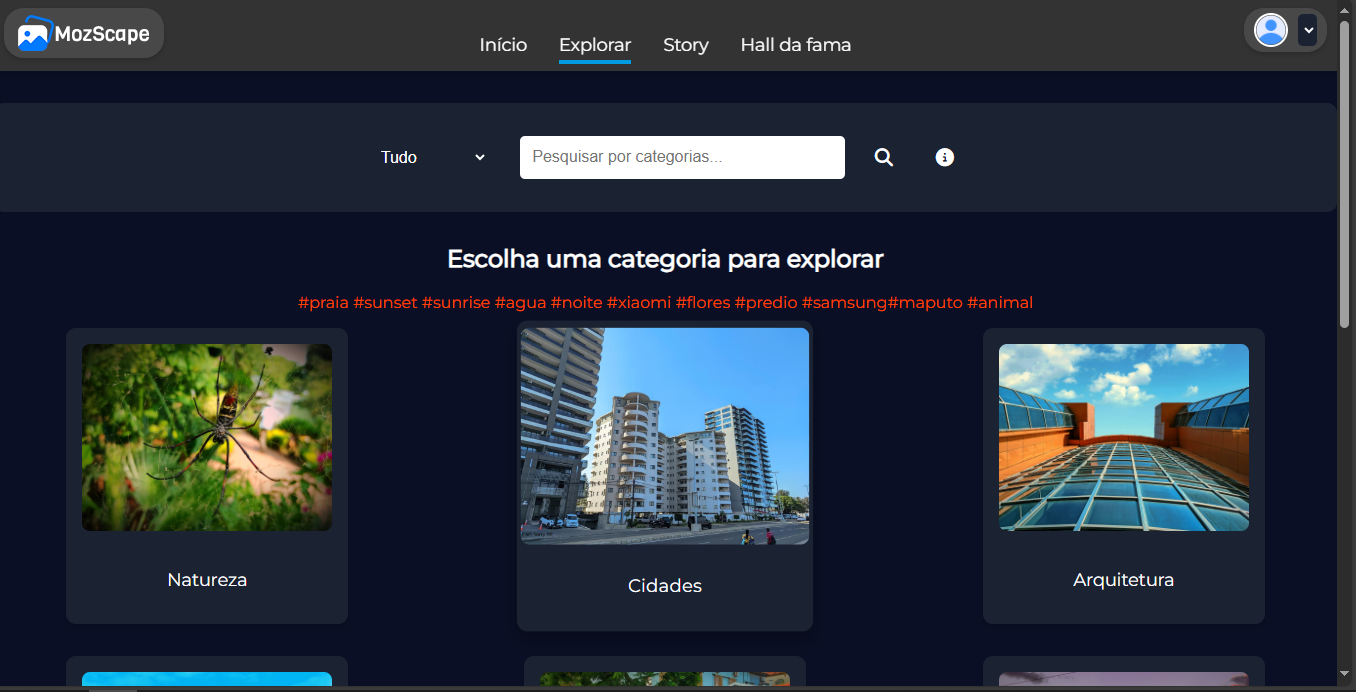 MozScape
Início Explorar Story Hall da fama
Tudo
Pesquisar por categorias...
Escolha uma categoria para explorar
#praia #sunset #sunrise #agua #noite #xiaomi #flores #predio #samsung#maputo #animal
Natureza
Cidades
Arquitetura